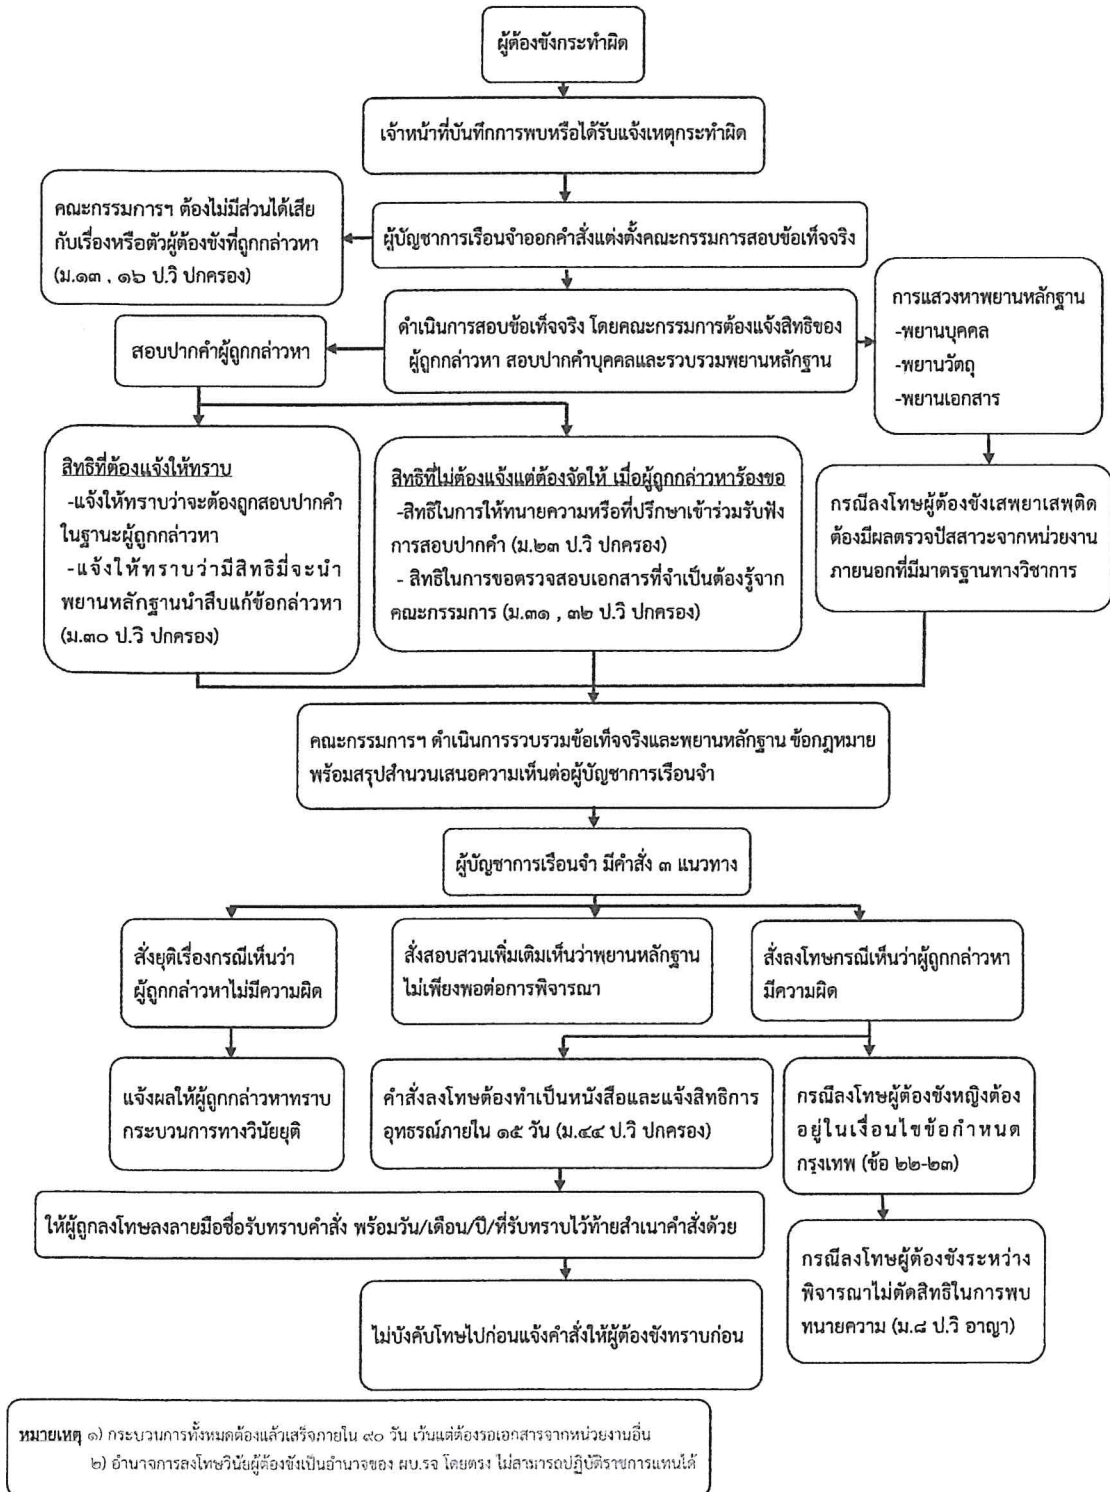 ผู้ต้องขังกระทำผิด
เจ้าหน้าที่บันทึกการพบหรือได้รับแจ้งเหตุกระทำผิด
คณะกรรมการฯ ต้องไม่มีส่วนได้เสีย
กับเรื่องหรือตัวผู้ต้องขังที่ถูกกล่าวหา
(ม.๑๓ , ๑๖ ป.วิ ปกครอง)
ผู้บัญชาการเรือนจำออกคำสั่งแต่งตั้งคณะกรรมการสอบข้อเท็จจริง
ดำเนินการสอบข้อเท็จจริง โดยคณะกรรมการต้องแจ้งสิทธิของ
ผู้ถูกกล่าวหา สอบปากคำบุคคลและรวบรวมพยานหลักฐาน
สอบปากคำผู้ถูกกล่าวหา
การแสวงหาพยานหลักฐาน
-พยานบุคคล
-พยานวัตถุ
-พยานเอกสาร
สิทธิที่ต้องแจ้งให้ทราบ
-แจ้งให้ทราบว่าจะต้องถูกสอบปากคำ
ในฐานะผู้ถูกกล่าวหา
-แจ้งให้ทราบว่ามีสิทธิมี่จะนำ
พยานหลักฐานนำสืบแก้ข้อกล่าวหา
(ม.๓๐ ป.วิ ปกครอง)
สิทธิที่ไม่ต้องแจ้งแต่ต้องจัดให้ เมื่อผู้ถูกกล่าวหาร้องขอ
-สิทธิในการให้ทนายความหรือที่ปรึกษาเข้าร่วมรับฟัง
การสอบปากคำ (ม.๒๓ ป.วิ ปกครอง)
- สิทธิในการขอตรวจสอบเอกสารที่จำเป็นต้องรู้จาก
คณะกรรมการ (ม.๓๑ , ๓๒ ป.วิ ปกครอง)
กรณีลงโทษผู้ต้องขังเสพยาเสพติด
ต้องมีผลตรวจปัสสาวะจากหน่วยงาน
ภายนอกที่มีมาตรฐานทางวิชาการ
คณะกรรมการฯ ดำเนินการรวบรวมข้อเท็จจริงและพยานหลักฐาน ข้อกฎหมาย
พร้อมสรุปสำนวนเสนอความเห็นต่อผู้บัญชาการเรือนจำ
ผู้บัญชาการเรือนจำ มีคำสั่ง ๓ แนวทาง
สั่งยุติเรื่องกรณีเห็นว่า
ผู้ถูกกล่าวหาไม่มีความผิด
สั่งสอบสวนเพิ่มเติมเห็นว่าพยานหลักฐาน
ไม่เพียงพอต่อการพิจารณา
สั่งลงโทษกรณีเห็นว่าผู้ถูกกล่าวหา
มีความผิด
แจ้งผลให้ผู้ถูกกล่าวหาทราบ
กระบวนการทางวินัยยุติ
คำสั่งลงโทษต้องทำเป็นหนังสือและแจ้งสิทธิการ
อุทธรณ์ภายใน ๑๕ วัน (ม.๔๔ ป.วิ ปกครอง)
กรณีลงโทษผู้ต้องขังหญิงต้อง
อยู่ในเงื่อนไขข้อกำหนด
กรุงเทพ (ข้อ ๒๒-๒๓)
ให้ผู้ถูกลงโทษลงลายมือชื่อรับทราบคำสั่ง พร้อมวัน/เดือน/ปี/ที่รับทราบไว้ท้ายสำเนาคำสั่งด้วย
กรณีลงโทษผู้ต้องขังระหว่าง
พิจารณาไม่ตัดสิทธิในการพบ
ทนายความ (ม.๘ ป.วิ อาญา)
ไม่บังคับโทษไปก่อนแจ้งคำสั่งให้ผู้ต้องขังทราบก่อน
หมายเหตุ ๑) กระบวนการทั้งหมดต้องแล้วเสร็จภายใน ๙๐ วัน เว้นแต่ต้องรอเอกสารจากหน่วยงานอื่น
๒) อำนาจการลงโทษวินัยผู้ต้องขังเป็นอำนาจของ ผบ.รจ โดยตรง ไม่สามารถปฏิบัติราชการแทนได้